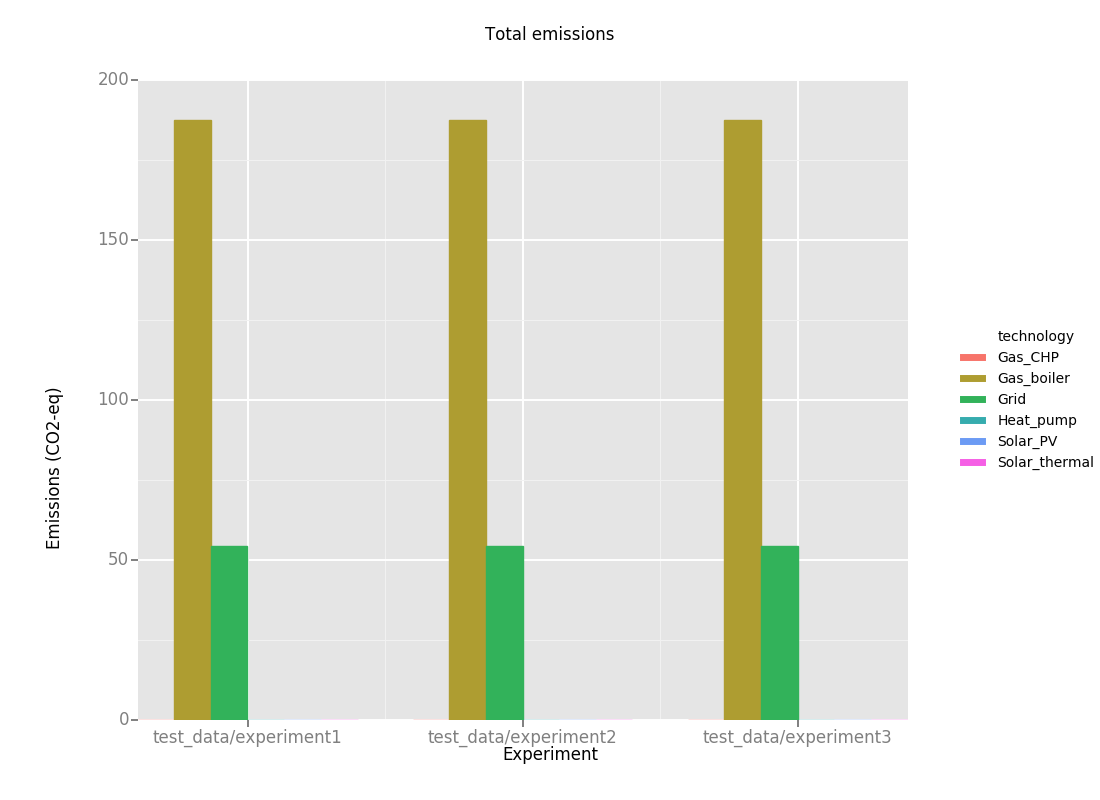 Total emissions
200
150
100
50
0
Emissions (CO2-eq)
test_data/experiment1
test_data/experiment2
test_data/experiment3
Experiment
technology
Gas_CHP
Gas_boiler
Grid
Heat_pump
Solar_PV
Solar_thermal